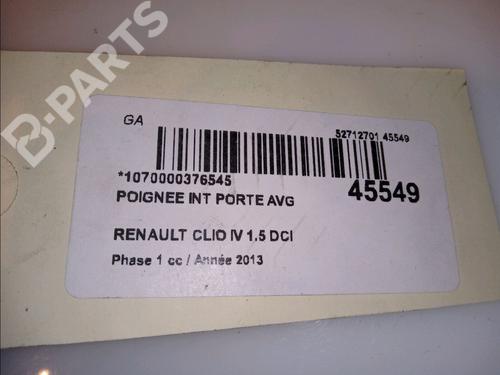 B-PARTS
GA
52712701 45549
*1070000376545
45549
POIGNEE INT PORTE AVG
RENAULT CLIO IV 1.5 DCI
Phase 1 cc / Année 2013